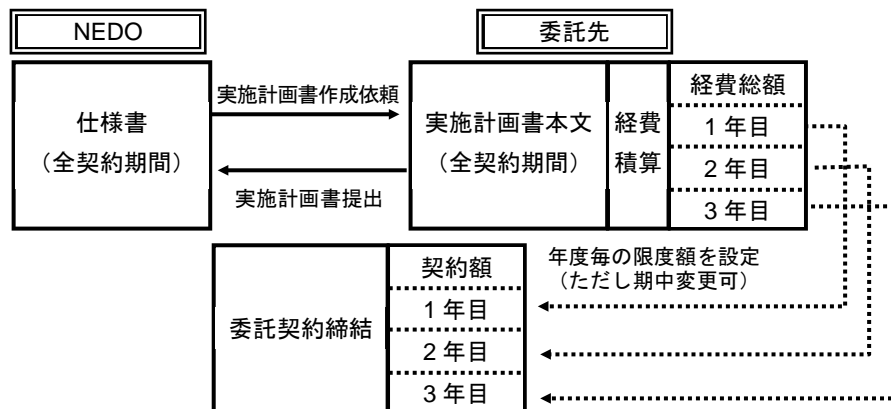 NEDO
委託先
仕様書
（全契約期間）
実施計画書作成依頼
実施計画書提出
実施計画書本文
（全契約期間）
経費
積算
経費総額
1 年目
2 年目
3 年目
年度毎の限度額を設定
（ただし期中変更可）
委託契約締結
契約額
1 年目
2 年目
3 年目